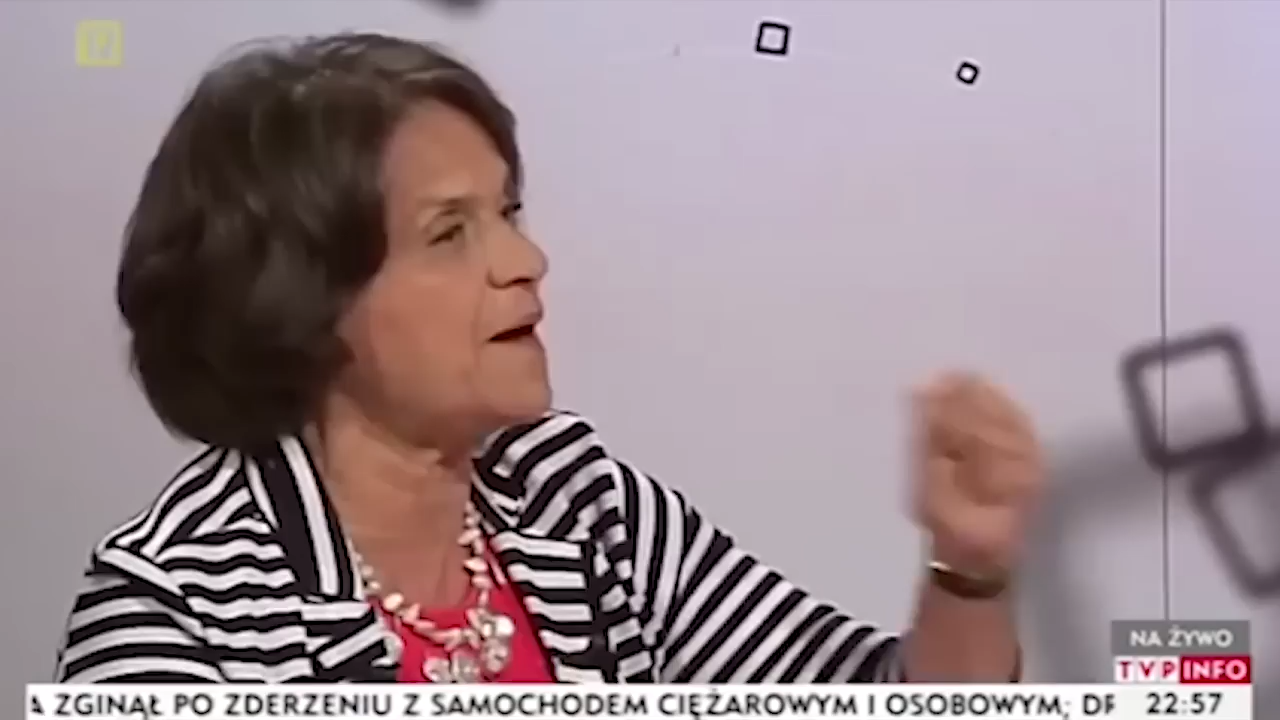 NA ŻYWO
TVP INFO
ZGINĄŁ PO ZDERZENIU Z SAMOCHODEM CIĘŻAROWYM I OSOBOWYM; 22:57